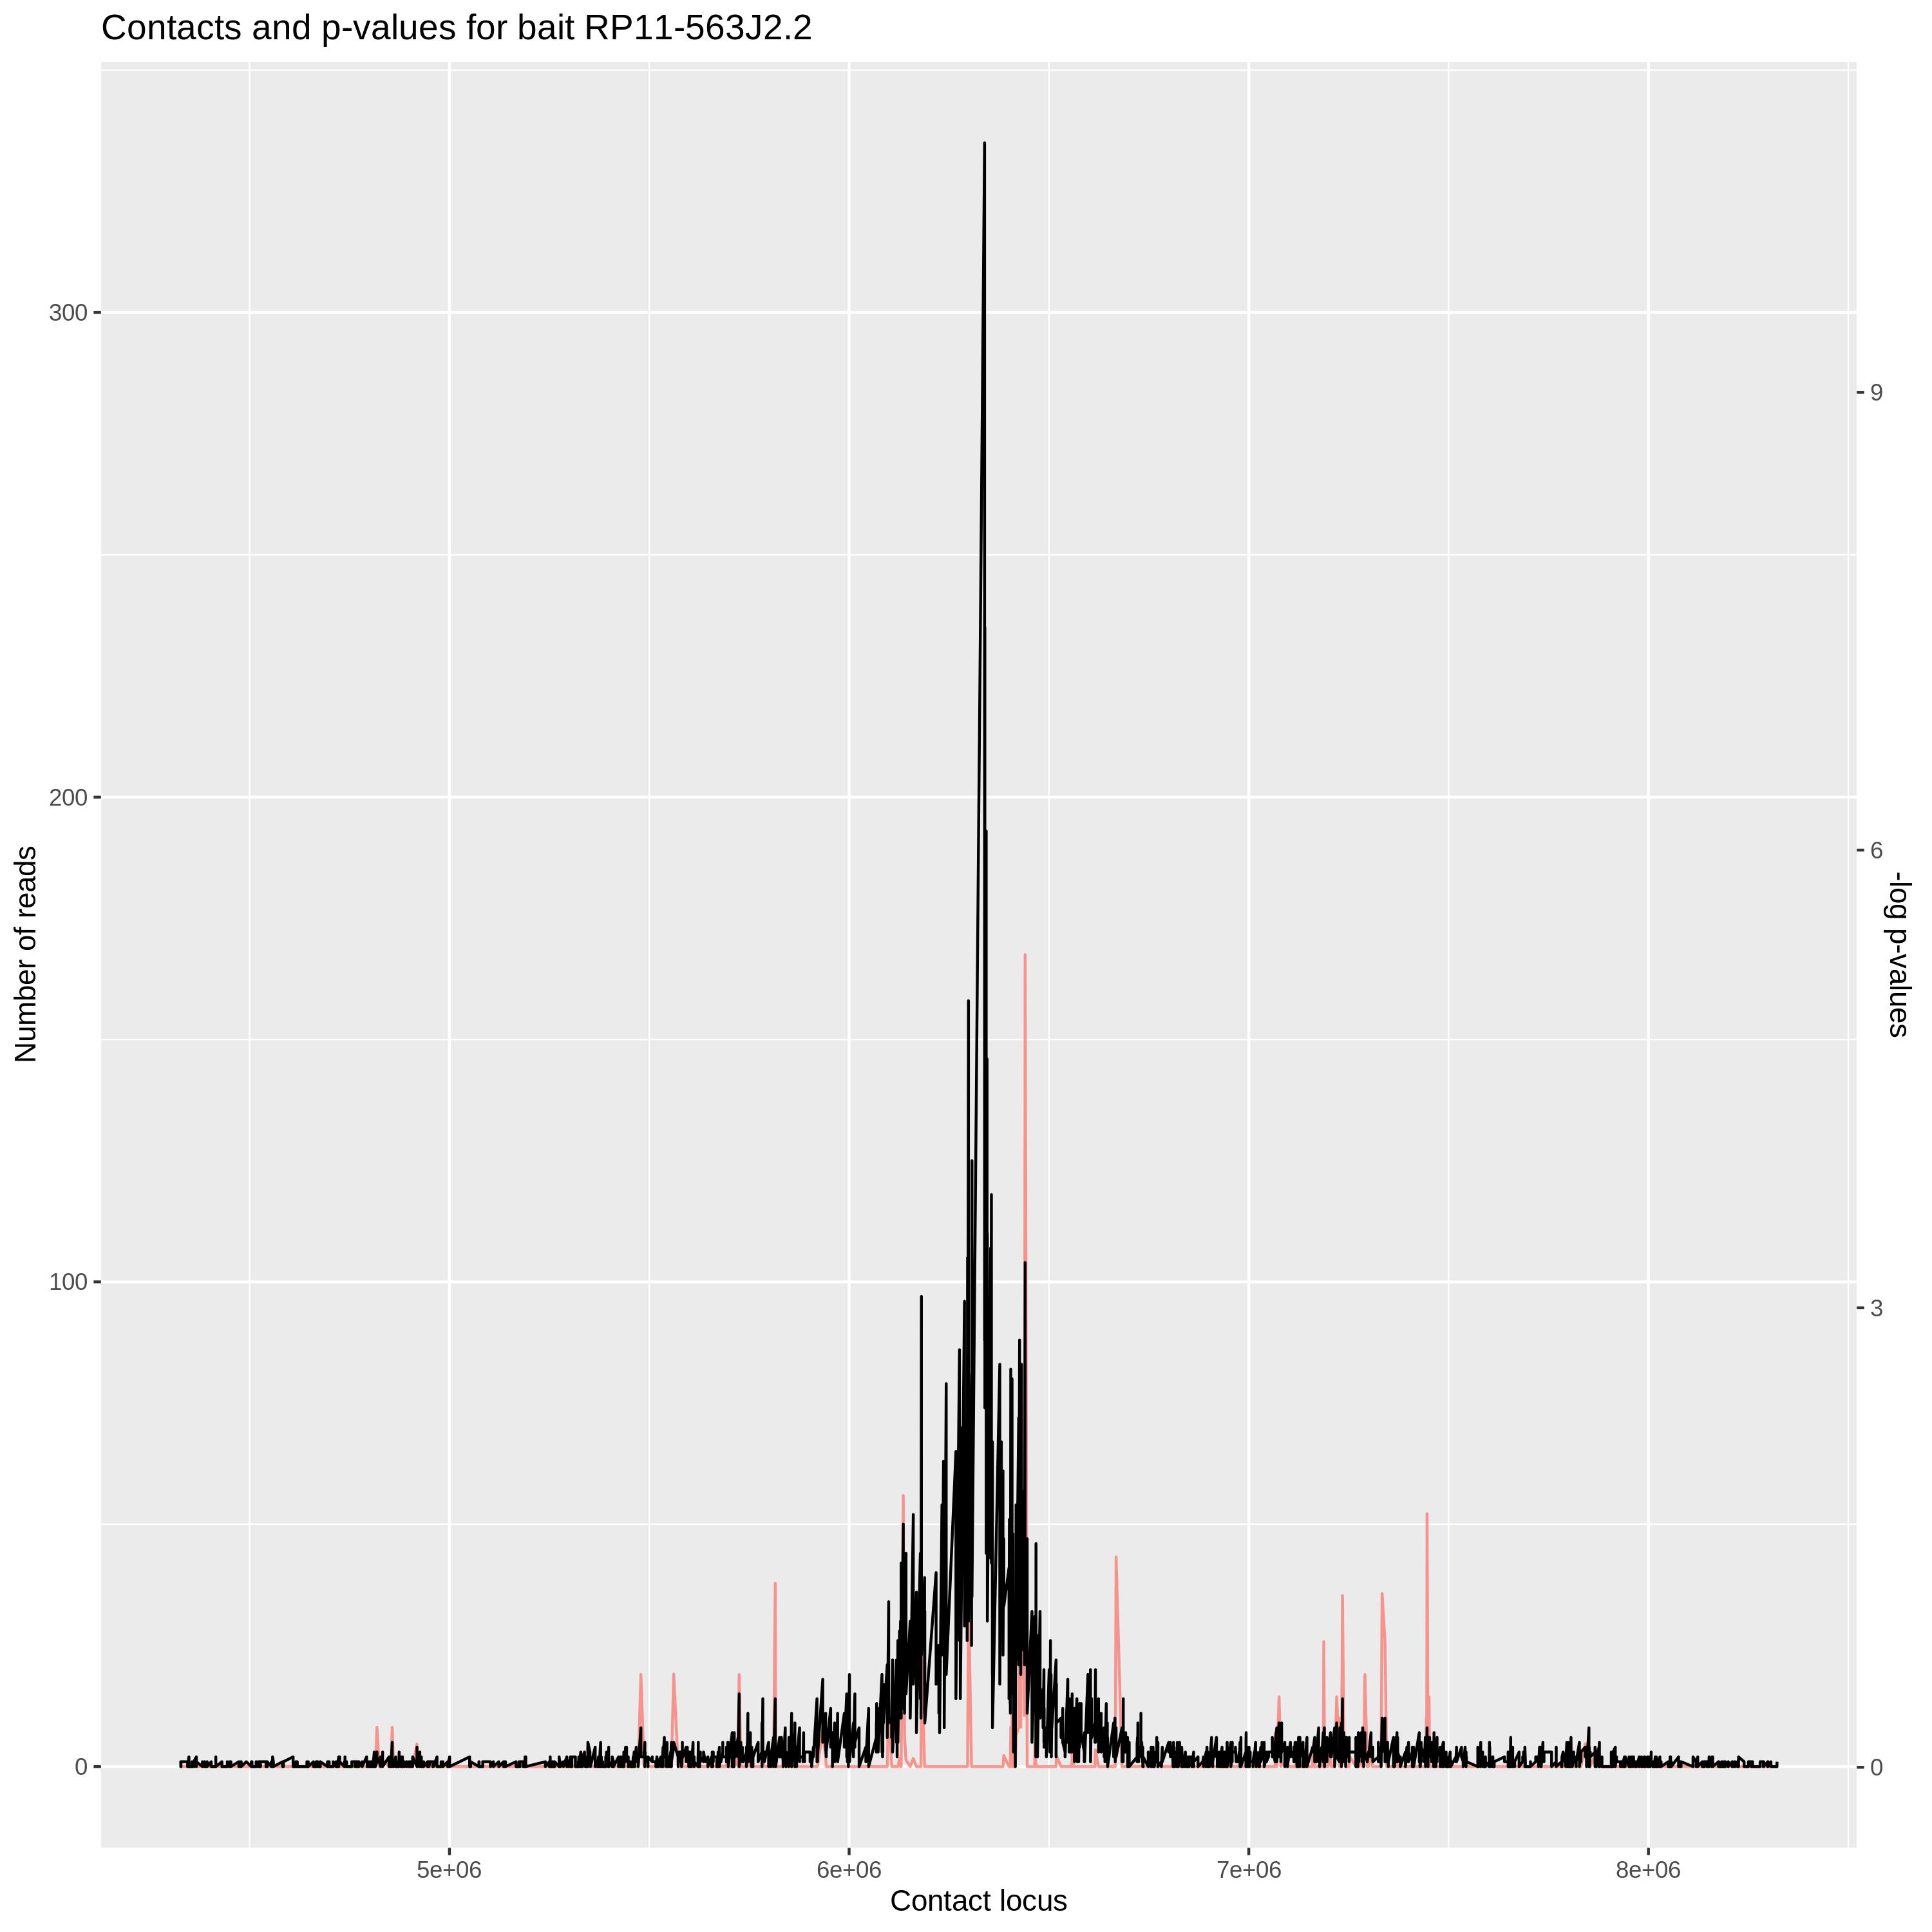 Contacts and p-values for bait RP11-563J2.2
300
200
100
0
Number of reads
9
6
3
0
-log p-values
5e+06
6e+06
7e+06
8e+06
Contact locus